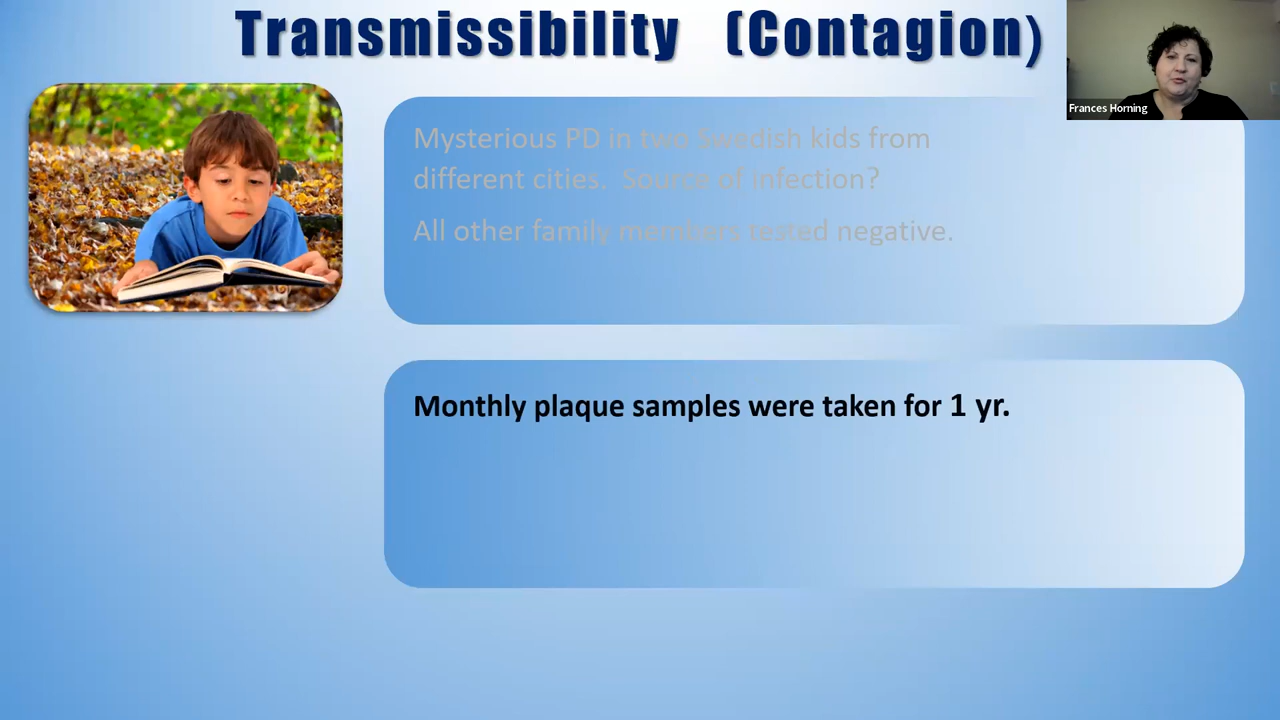 Transmissibility (Contagion)
Frances Horning
Mysterious PD in two Swedish kids from
different cities. Source of infection?
All other family members tested negative.
Monthly plaque samples were taken for 1 yr.